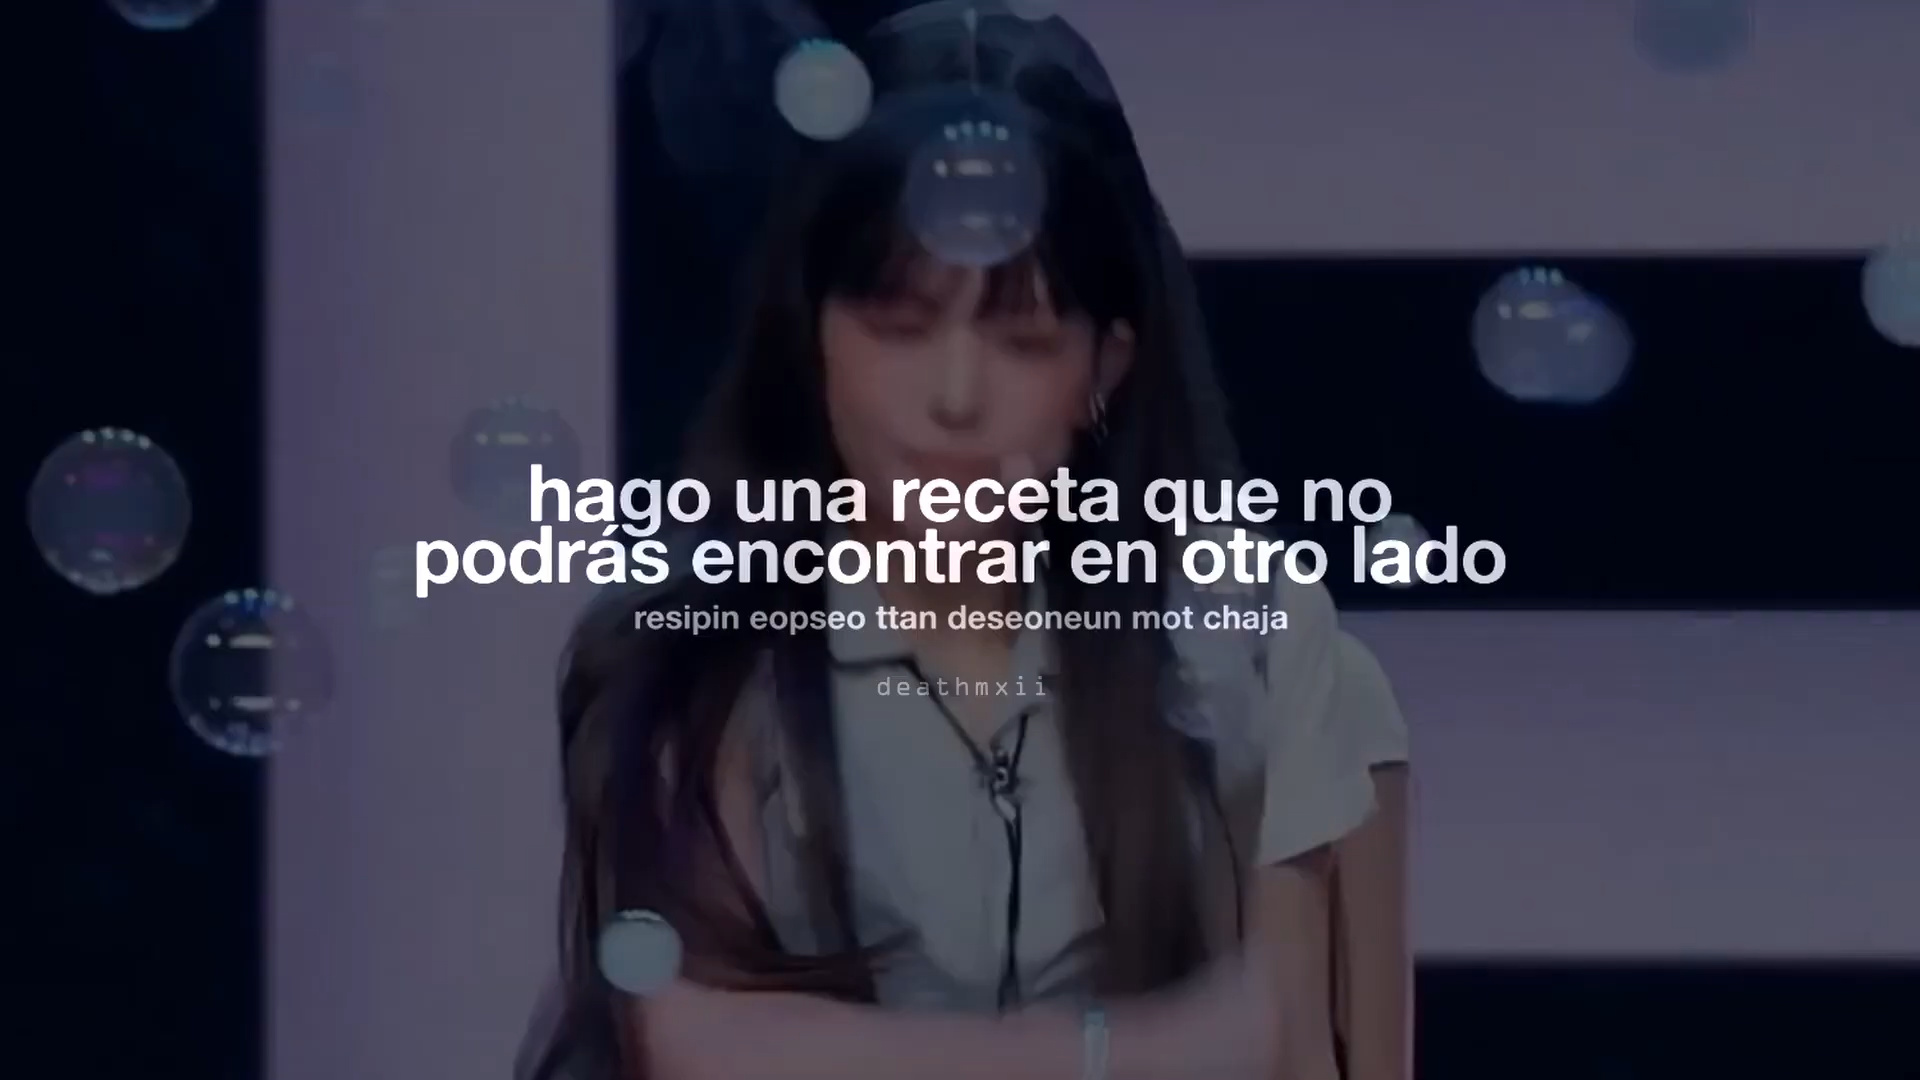 hago una receta que no
podrás encontrar en otro lado
resipin eopseo ttan deseoneun mot chaja
deathmxii